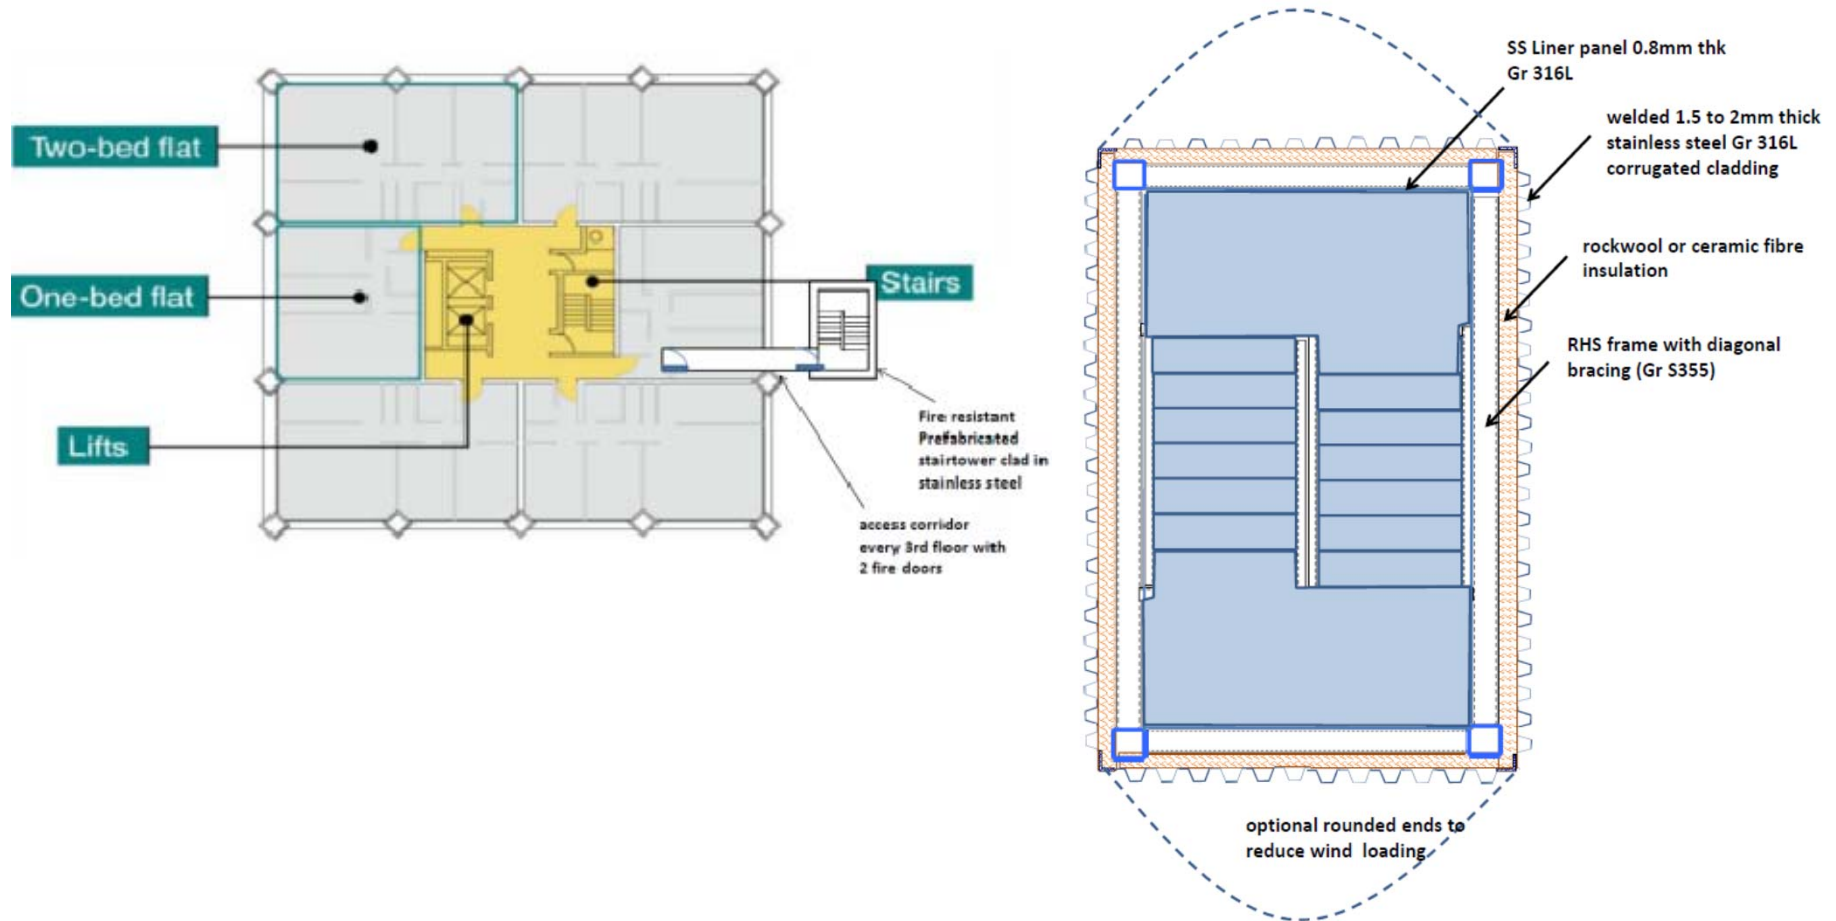 Two-bed flat
One-bed flat
Lifts
Stairs
Fire resistant
Prefabricated
stairtower clad in
stainless steel
access corridor
every 3rd floor with
2 fire doors
SS Liner panel 0.8mm thk
Gr 316L
welded 1.5 to 2mm thick
stainless steel Gr 316L
corrugated cladding
rockwool or ceramic fibre
insulation
RHS frame with diagonal
bracing (Gr S355)
optional rounded ends to
reduce wind loading